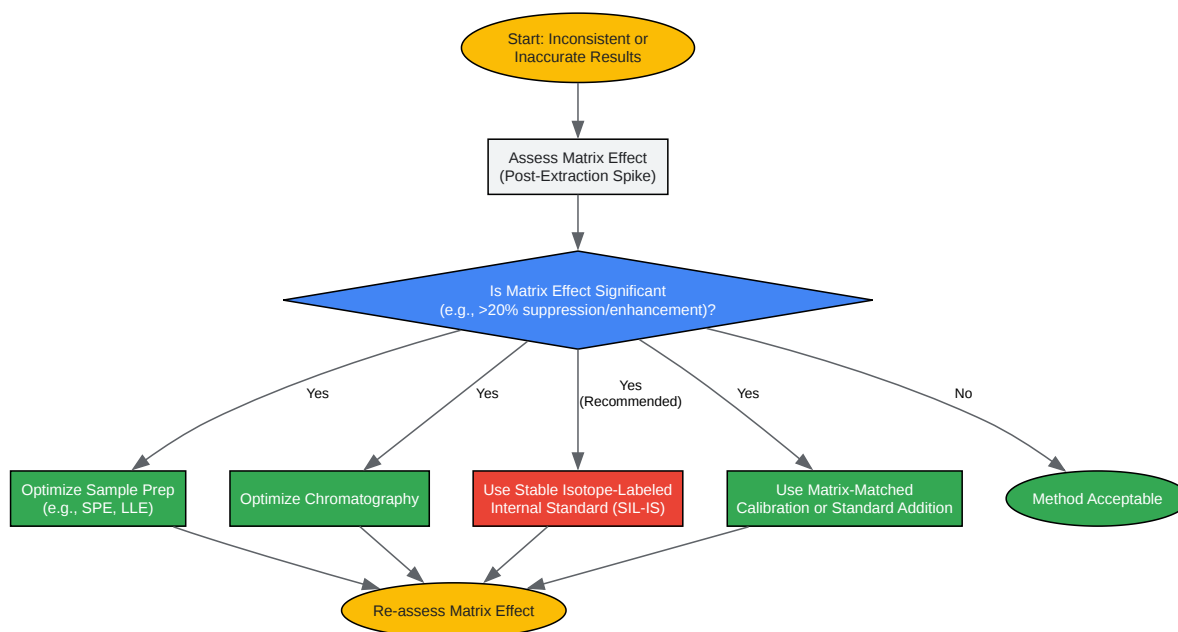 Start: Inconsistent or
Inaccurate Results
Assess Matrix Effect
(Post-Extraction Spike)
Is Matrix Effect Significant
(e.g., >20% suppression/enhancement)?
Yes
Yes
Yes
(Recommended)
Yes
No
Optimize Sample Prep
(e.g., SPE, LLE)
Optimize Chromatography
Use Stable Isotope-Labeled
Internal Standard (SIL-IS)
Use Matrix-Matched
Calibration or Standard Addition
Method Acceptable
Re-assess Matrix Effect